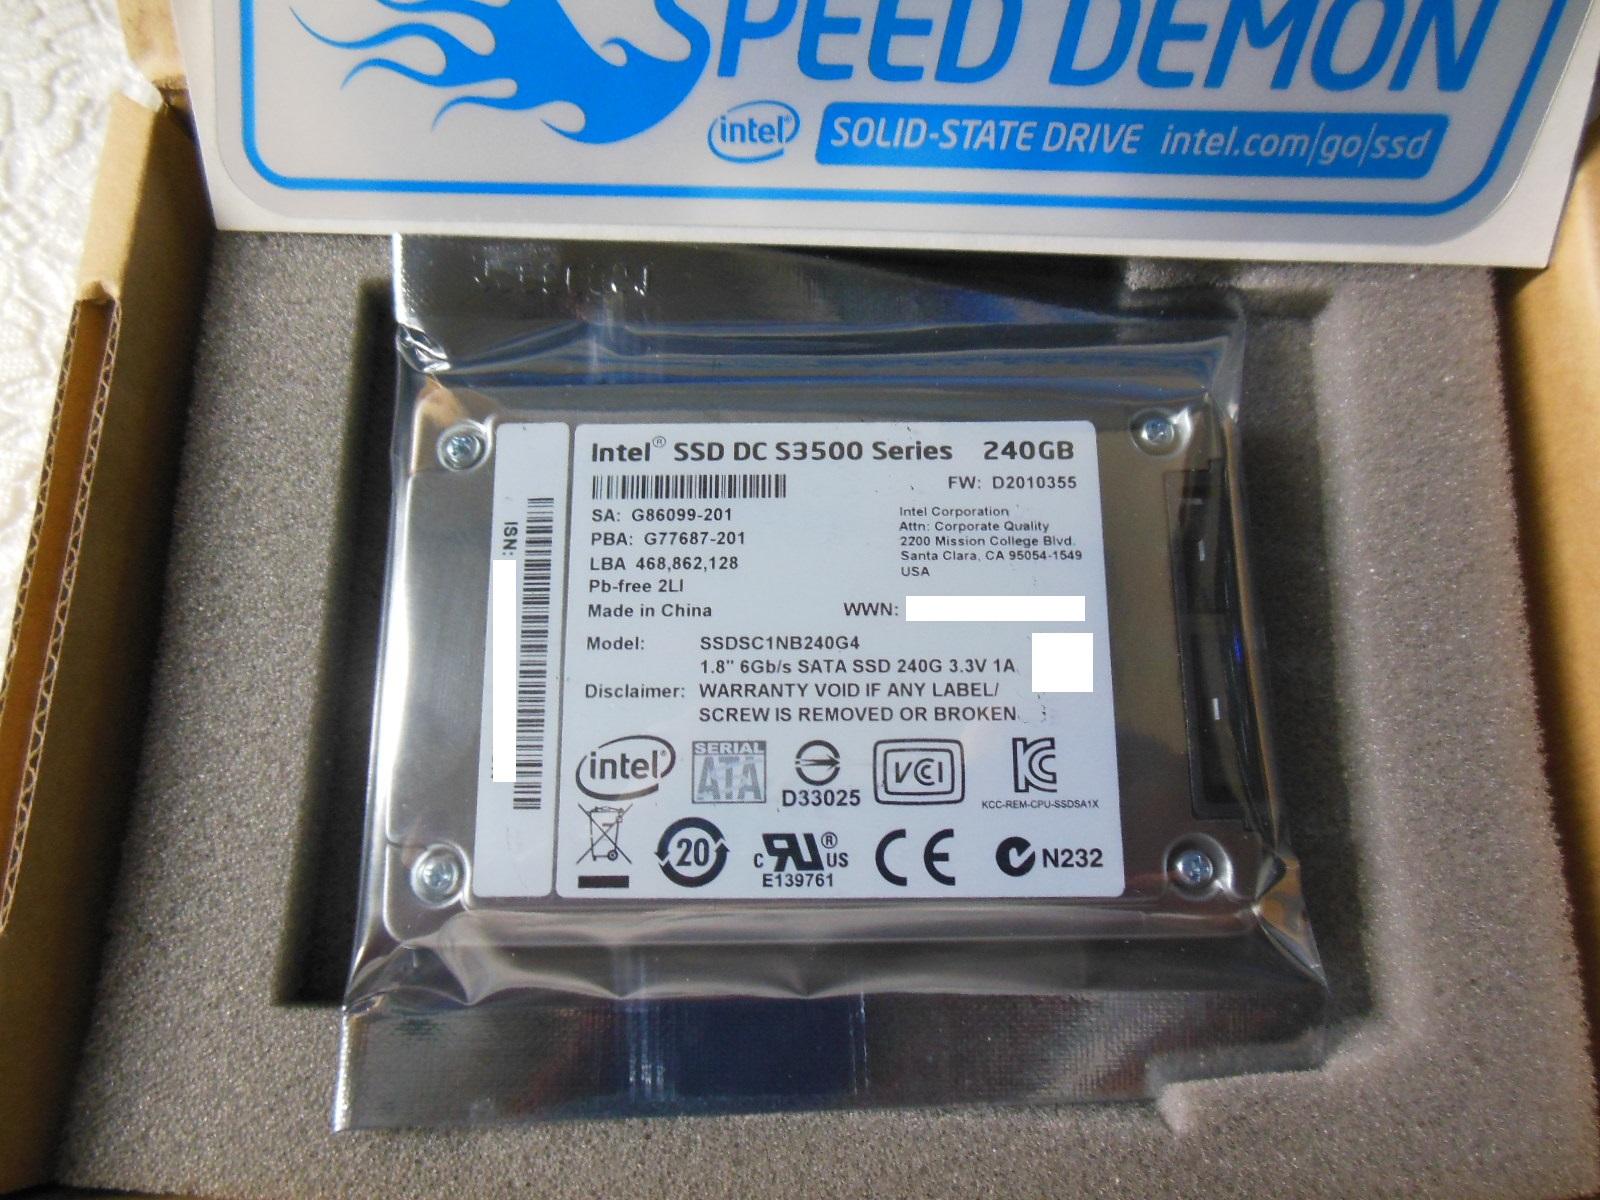 SPEED DEMON
intel® SOLID-STATE DRIVE intel.com/go/ssd
Intel® SSD DC S3500 Series 240GB
FW: D2010355
SA: G86099-201
PBA: G77687-201
LBA 468,862,128
Pb-free 2LI
Made in China
Intel Corporation
Attn: Corporate Quality
2200 Mission College Blvd.
Santa Clara, CA 95054-1549
USA
WWN:
ISN:
Model: SSDSC1NB240G4
1.8" 6Gb/s SATA SSD 240G 3.3V 1A
Disclaimer: WARRANTY VOID IF ANY LABEL/
SCREW IS REMOVED OR BROKEN
intel® SERIAL ATA D33025 VCI KC
KCC-REM-CPU-SSDSA1X
20 c RU® US CE N232
E139761